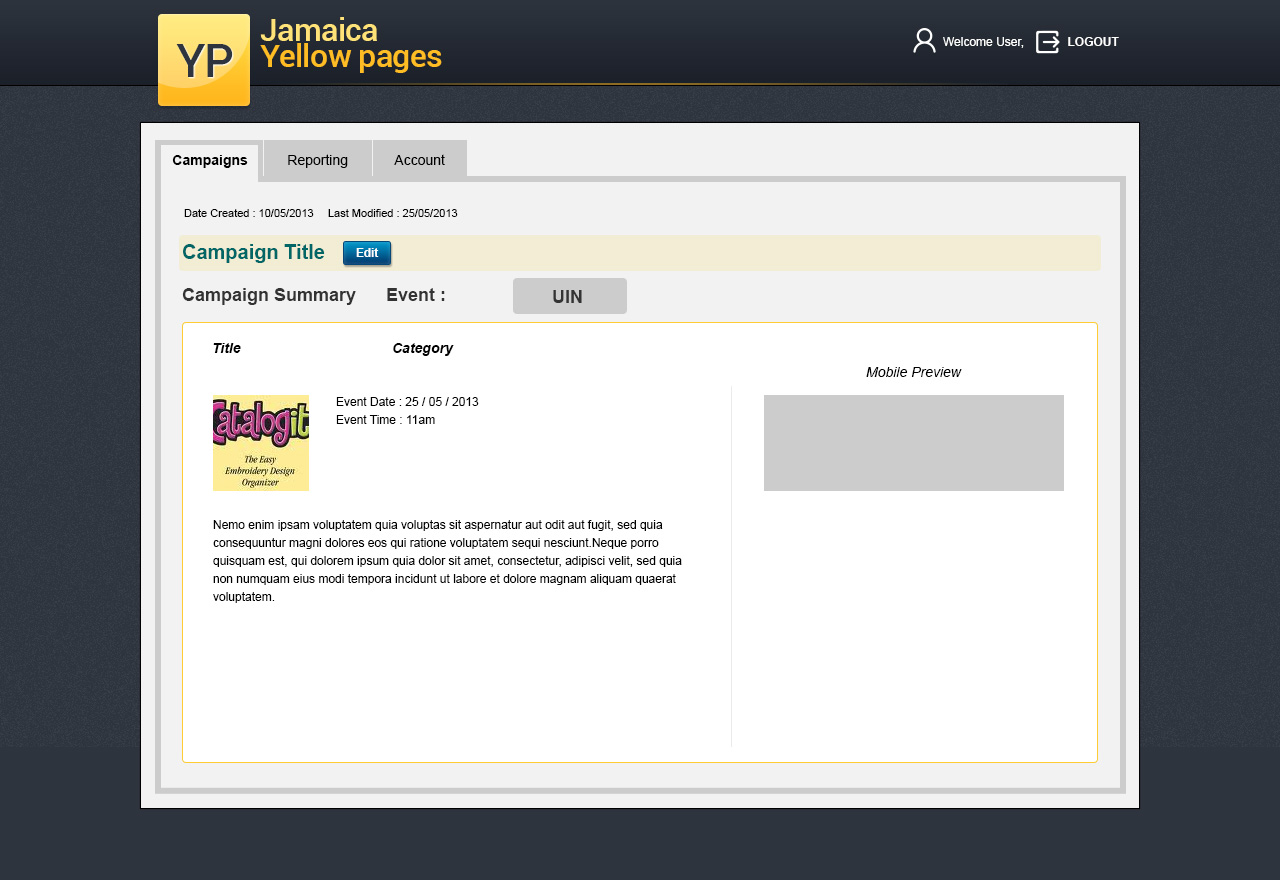 YP
Jamaica
Yellow pages
Welcome User,
LOGOUT
Campaigns
Reporting
Account
Date Created : 10/05/2013
Last Modified : 25/05/2013
Campaign Title
Edit
Campaign Summary
Event :
UIN
Title
Category
Mobile Preview
Catalogit
The Easy
Embroidery Design
Organizer
Event Date : 25 / 05 / 2013
Event Time : 11am
Nemo enim ipsam voluptatem quia voluptas sit aspernatur aut odit aut fugit, sed quia
consequuntur magni dolores eos qui ratione voluptatem sequi nesciunt.Neque porro
quisquam est, qui dolorem ipsum quia dolor sit amet, consectetur, adipisci velit, sed quia
non numquam eius modi tempora incidunt ut labore et dolore magnam aliquam quaerat
voluptatem.